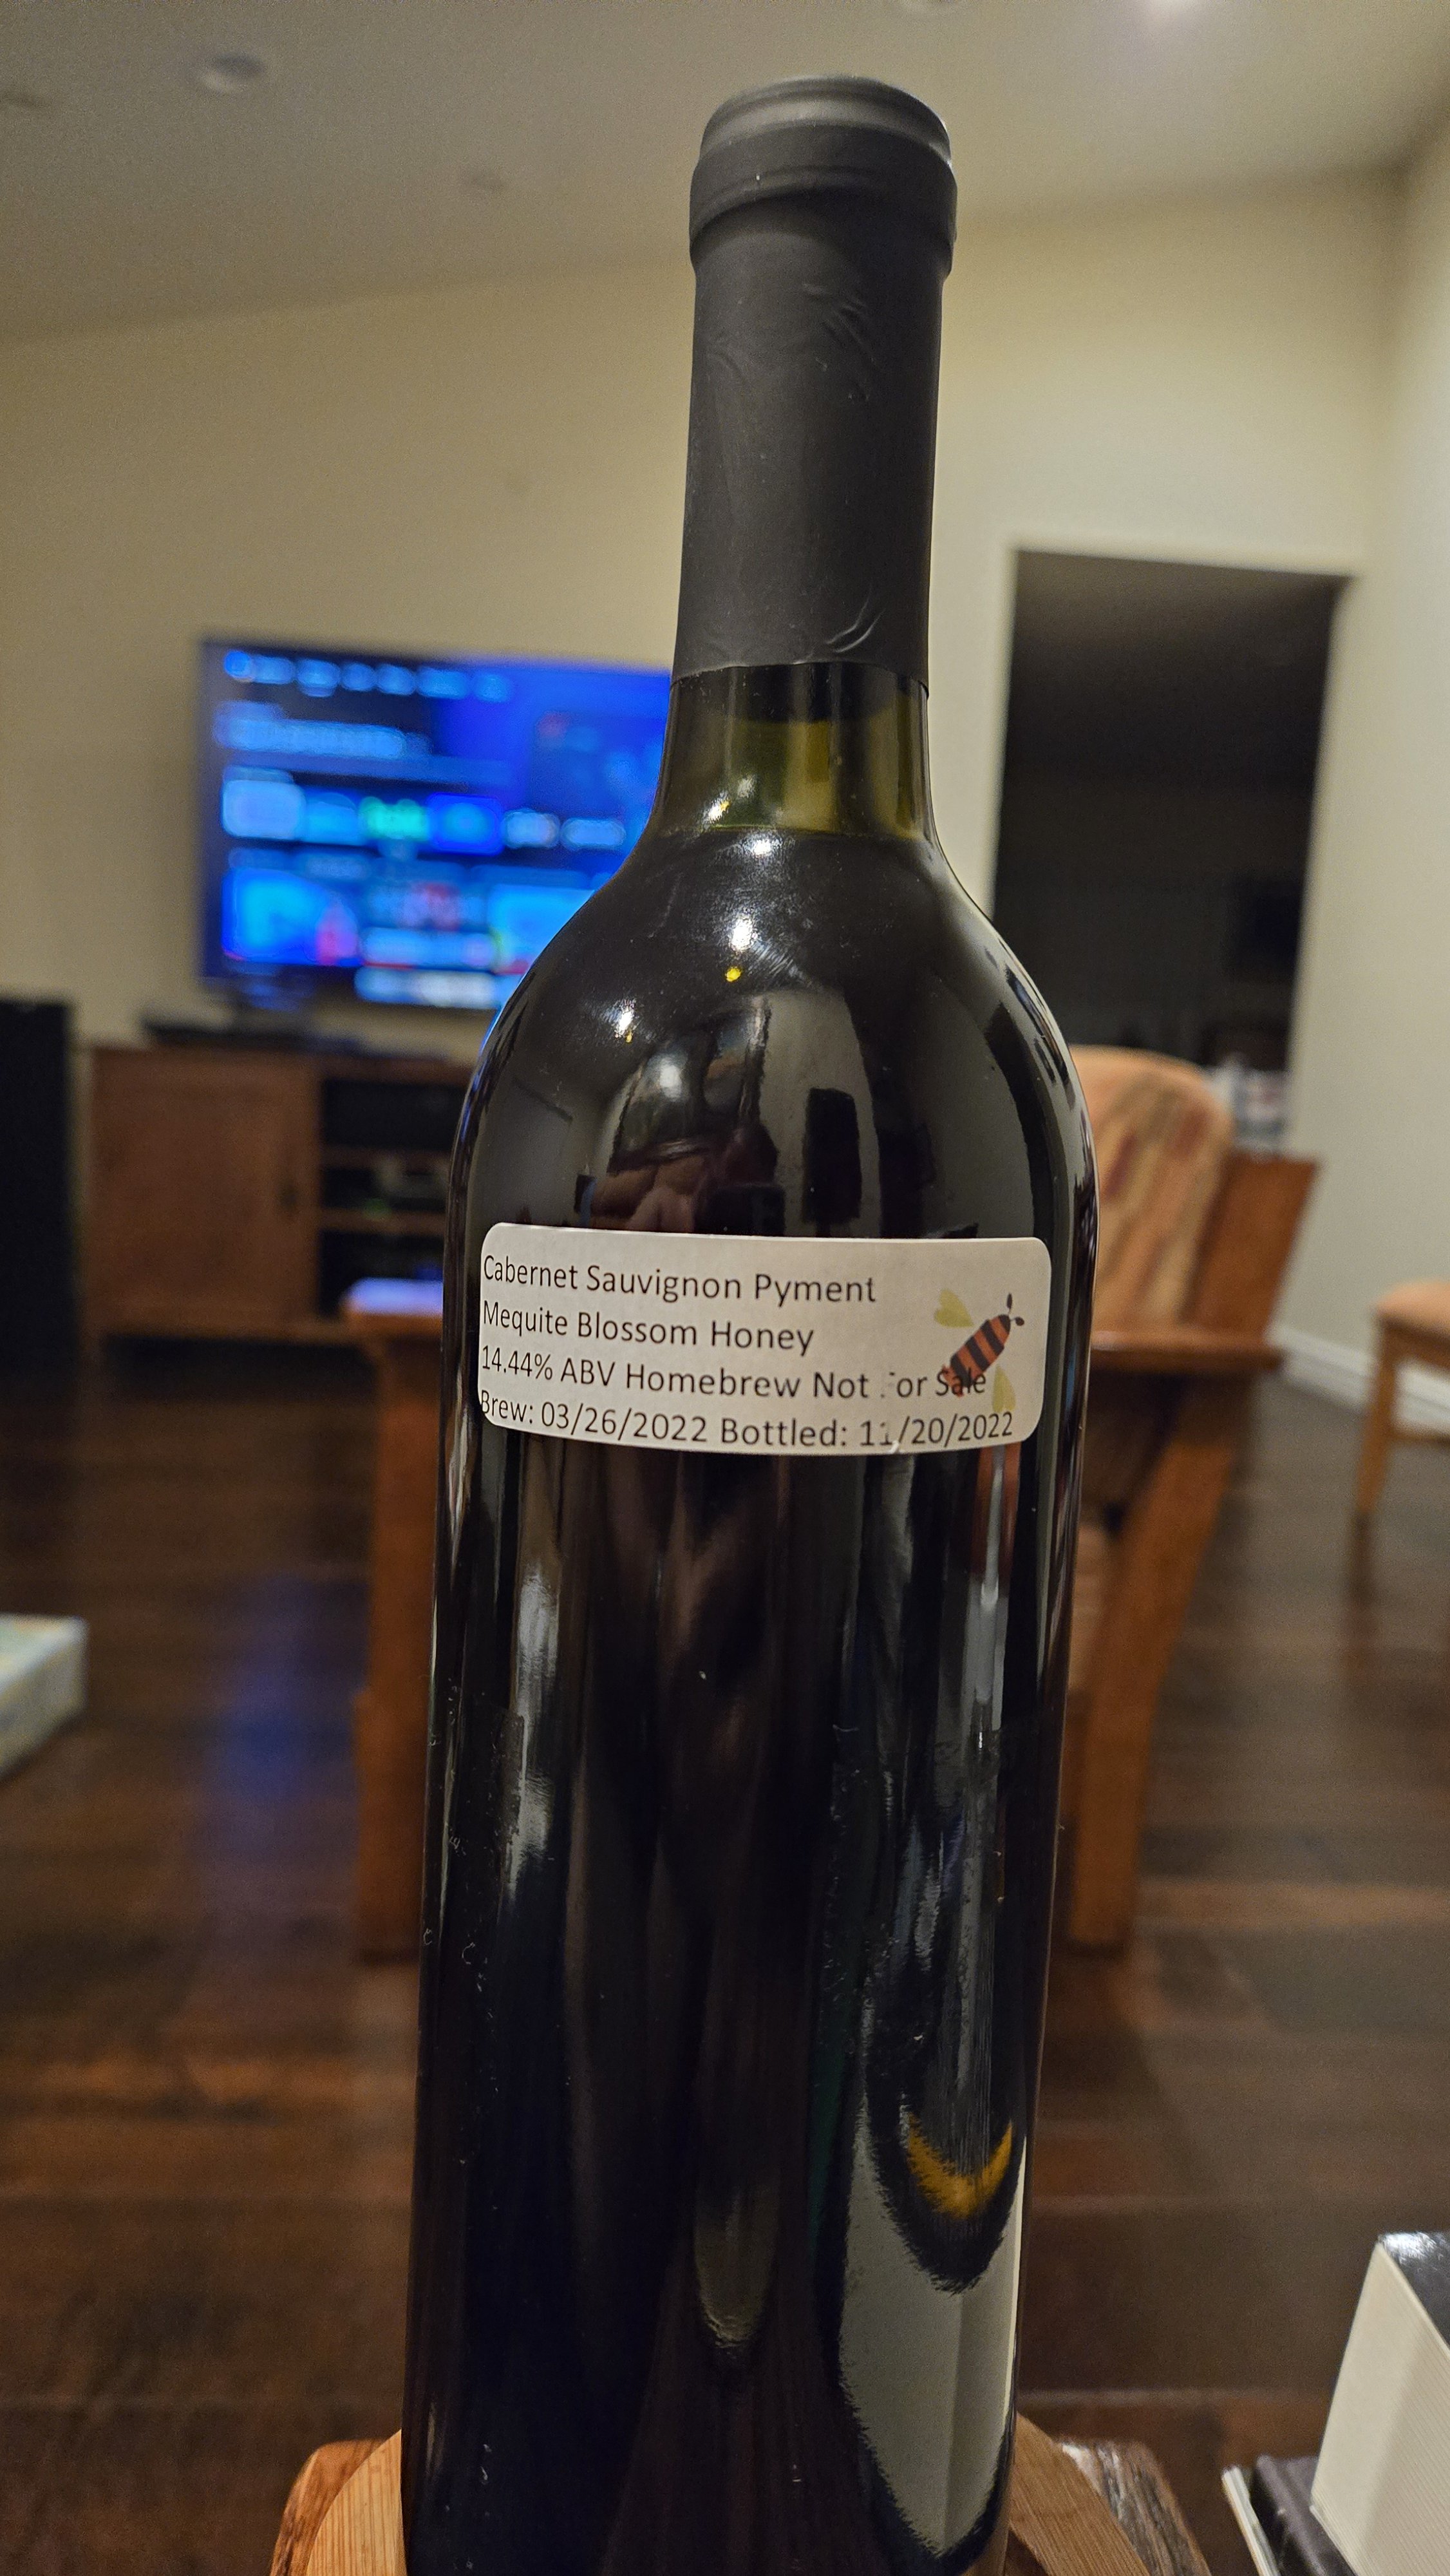 Cabernet Sauvignon Pyment
Mequite Blossom Honey
14.44% ABV Homebrew Not For Sale
Brew: 03/26/2022 Bottled: 11/20/2022